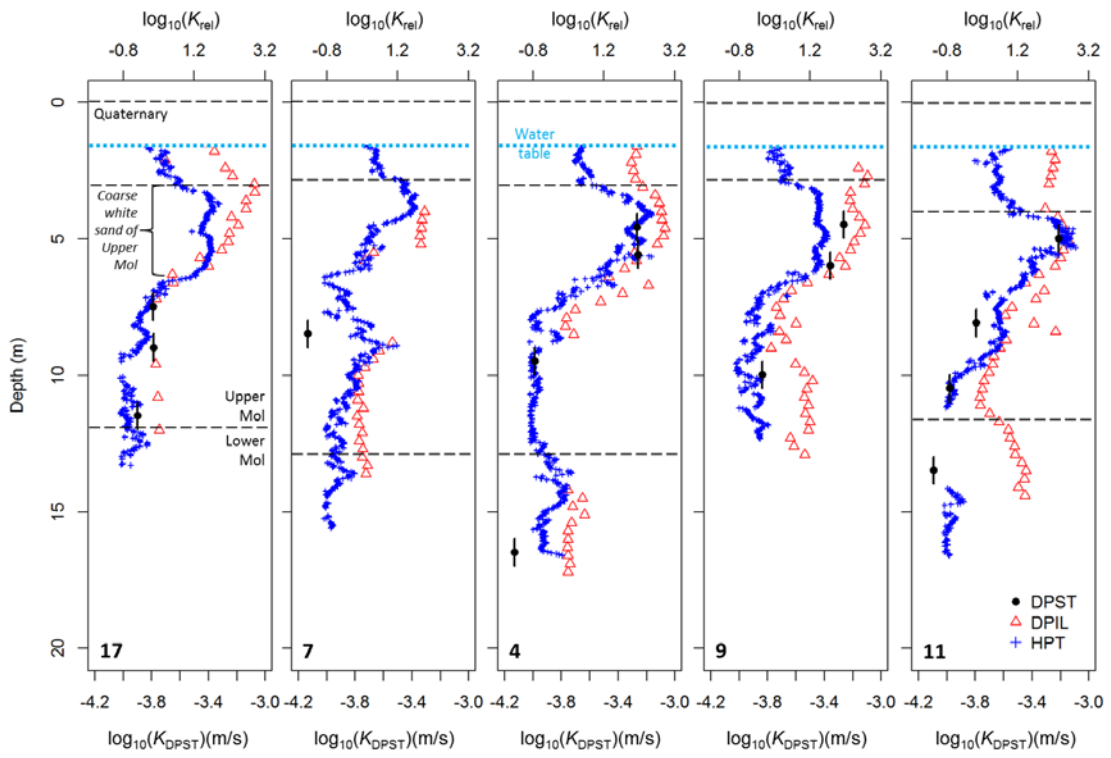 log10(Krel) log10(Krel) log10(Krel) log10(Krel) log10(Krel)
-0.8 1.2 3.2 -0.8 1.2 3.2 -0.8 1.2 3.2 -0.8 1.2 3.2 -0.8 1.2 3.2
0
Quaternary
Water
table
Coarse
white
sand of
Upper
Mol
5
10
Upper
Mol
Lower
Mol
15
20
Depth (m)
DPST
DPIL
HPT
17 7 4 9 11
-4.2 -3.8 -3.4 -3.0 -4.2 -3.8 -3.4 -3.0 -4.2 -3.8 -3.4 -3.0 -4.2 -3.8 -3.4 -3.0 -4.2 -3.8 -3.4 -3.0
log10(KDPST)(m/s) log10(KDPST)(m/s) log10(KDPST)(m/s) log10(KDPST)(m/s) log10(KDPST)(m/s)